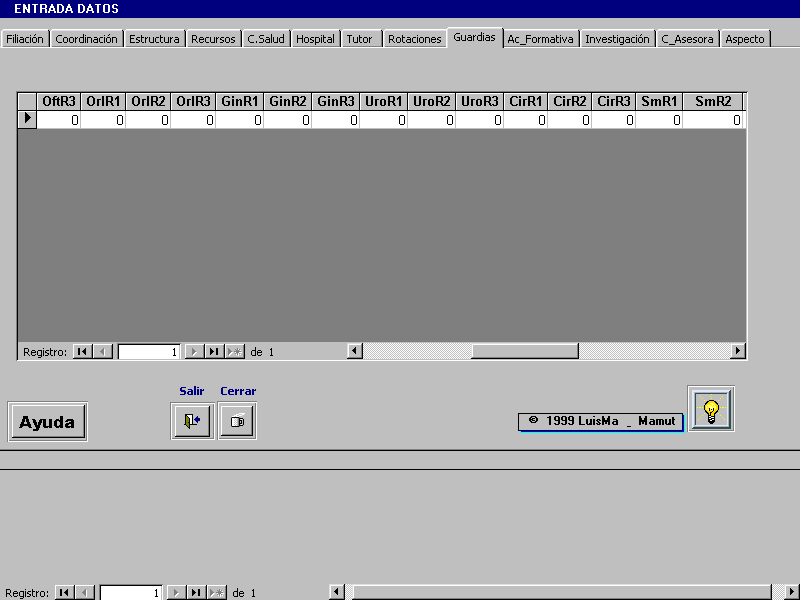 ENTRADA DATOS
Filiación Coordinación Estructura Recursos C.Salud Hospital Tutor Rotaciones Guardias Ac_Formativa Investigación C_Asesora Aspecto
OftR3 OrlR1 OrlR2 OrlR3 GinR1 GinR2 GinR3 UroR1 UroR2 UroR3 CirR1 CirR2 CirR3 SmR1 SmR2
0 0 0 0 0 0 0 0 0 0 0 0 0 0 0
Registro: 1 de 1
Salir Cerrar
Ayuda
© 1999 LuisMa _ Mamut
Registro: 1 de 1